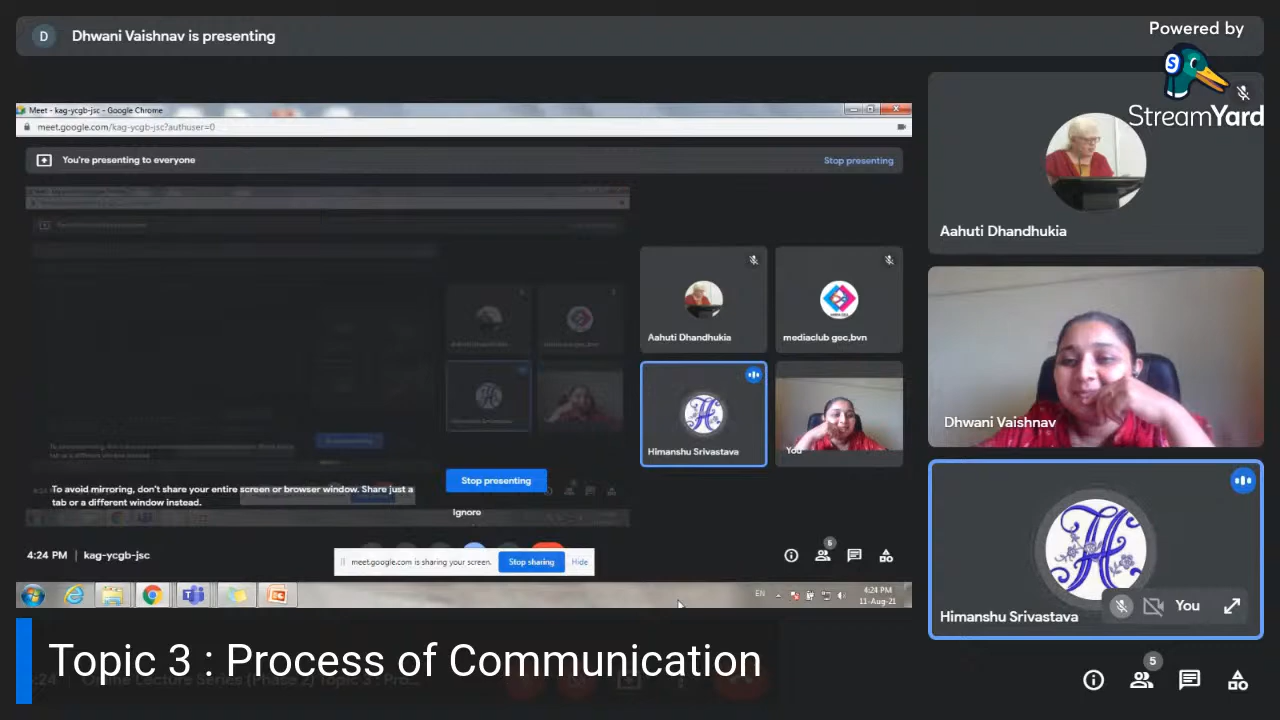 D Dhwani Vaishnav is presenting
Powered by
StreamYard
Meet - kag-ycgb-jsc - Google Chrome
meet.google.com/kag-ycgb-jsc?authuser=0
You're presenting to everyone
Stop presenting
Aahuti Dhandhukia
mediaclub gec,bvn
Himanshu Srivastava
You
Stop presenting
To avoid mirroring, don't share your entire screen or browser window. Share just a
tab or a different window instead.
Ignore
4:24 PM | kag-ycgb-jsc
5
meet.google.com is sharing your screen.
Stop sharing
Hide
EN
4:24 PM
11-Aug-21
Aahuti Dhandhukia
Dhwani Vaishnav
Himanshu Srivastava
You
Topic 3 : Process of Communication
5